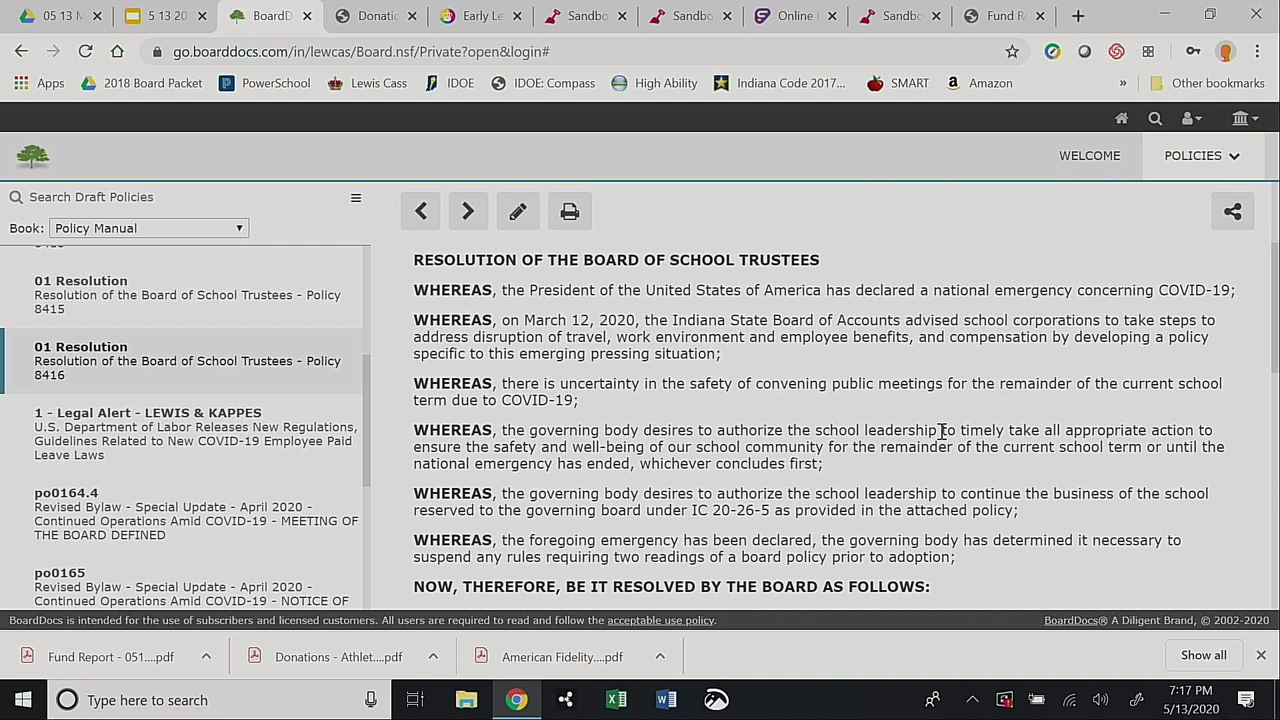 05 13 M
5 13 20
BoardD
Donatio
Early Le
Sandbo
Sandbo
Online
Sandbo
Fund R
go.boarddocs.com/in/lewcas/Board.nsf/Private?open&login#
Apps
2018 Board Packet
PowerSchool
Lewis Cass
IDOE
IDOE: Compass
High Ability
Indiana Code 2017...
SMART
Amazon
»
Other bookmarks
WELCOME
POLICIES
Search Draft Policies
Book: Policy Manual
01 Resolution
Resolution of the Board of School Trustees - Policy
8415
01 Resolution
Resolution of the Board of School Trustees - Policy
8416
1 - Legal Alert - LEWIS & KAPPES
U.S. Department of Labor Releases New Regulations,
Guidelines Related to New COVID-19 Employee Paid
Leave Laws
po0164.4
Revised Bylaw - Special Update - April 2020 -
Continued Operations Amid COVID-19 - MEETING OF
THE BOARD DEFINED
po0165
Revised Bylaw - Special Update - April 2020 -
Continued Operations Amid COVID-19 - NOTICE OF
RESOLUTION OF THE BOARD OF SCHOOL TRUSTEES
WHEREAS, the President of the United States of America has declared a national emergency concerning COVID-19;
WHEREAS, on March 12, 2020, the Indiana State Board of Accounts advised school corporations to take steps to
address disruption of travel, work environment and employee benefits, and compensation by developing a policy
specific to this emerging pressing situation;
WHEREAS, there is uncertainty in the safety of convening public meetings for the remainder of the current school
term due to COVID-19;
WHEREAS, the governing body desires to authorize the school leadership to timely take all appropriate action to
ensure the safety and well-being of our school community for the remainder of the current school term or until the
national emergency has ended, whichever concludes first;
WHEREAS, the governing body desires to authorize the school leadership to continue the business of the school
reserved to the governing board under IC 20-26-5 as provided in the attached policy;
WHEREAS, the foregoing emergency has been declared, the governing body has determined it necessary to
suspend any rules requiring two readings of a board policy prior to adoption;
NOW, THEREFORE, BE IT RESOLVED BY THE BOARD AS FOLLOWS:
BoardDocs is intended for the use of subscribers and licensed customers. All users are required to read and follow the acceptable use policy.
BoardDocs® A Diligent Brand, © 2002-2020
Fund Report - 051....pdf
Donations - Athlet....pdf
American Fidelity....pdf
Show all
Type here to search
7:17 PM
5/13/2020